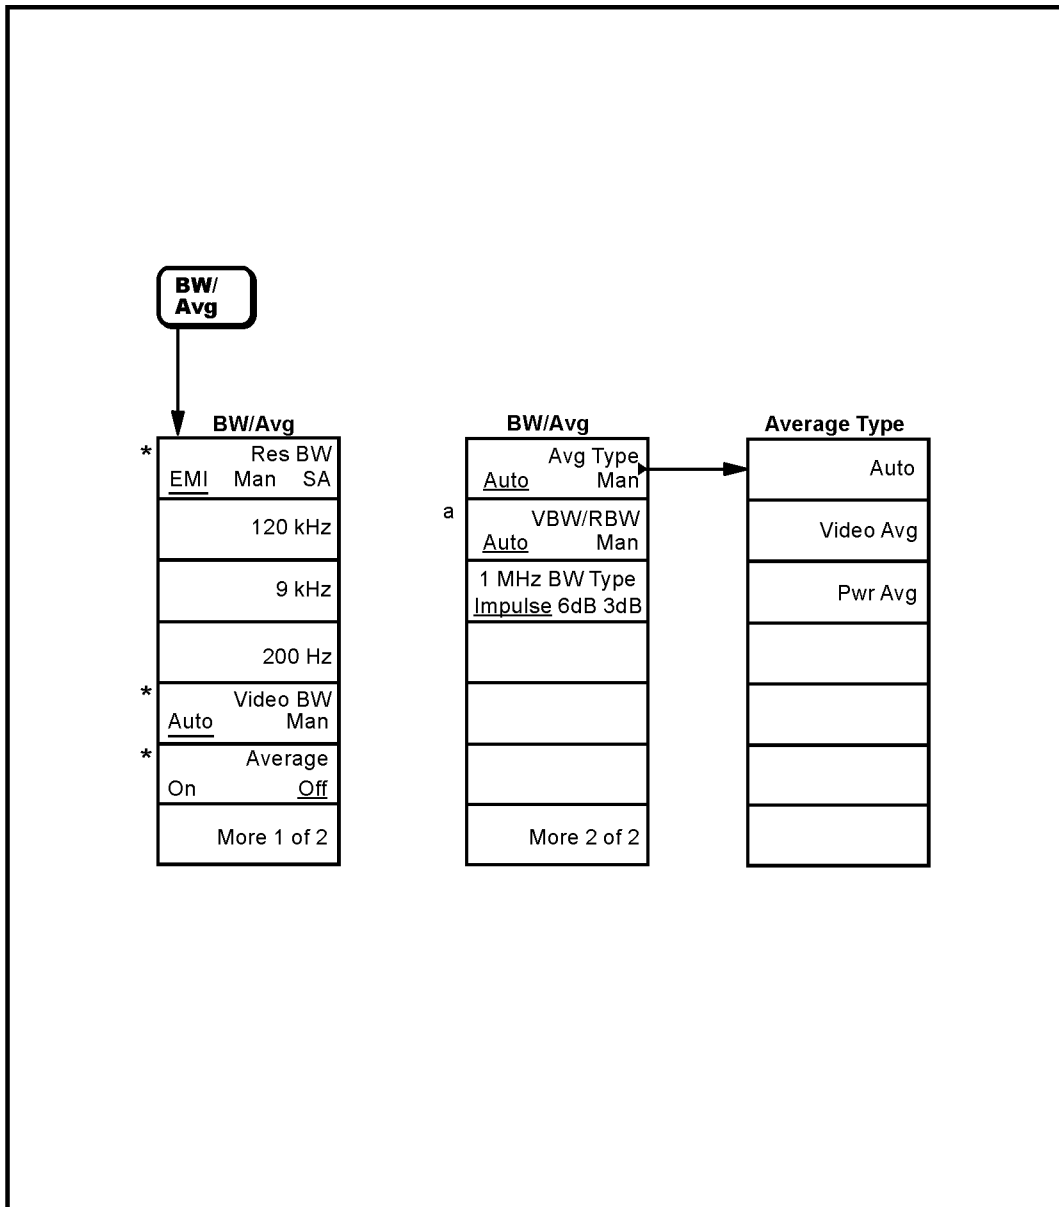 BW/
Avg
BW/Avg
* Res BW
EMI Man SA
120 kHz
9 kHz
200 Hz
* Video BW
Auto Man
* Average
On Off
More 1 of 2
BW/Avg
Avg Type
Auto Man
a VBW/RBW
Auto Man
1 MHz BW Type
Impulse 6dB 3dB
More 2 of 2
Average Type
Auto
Video Avg
Pwr Avg